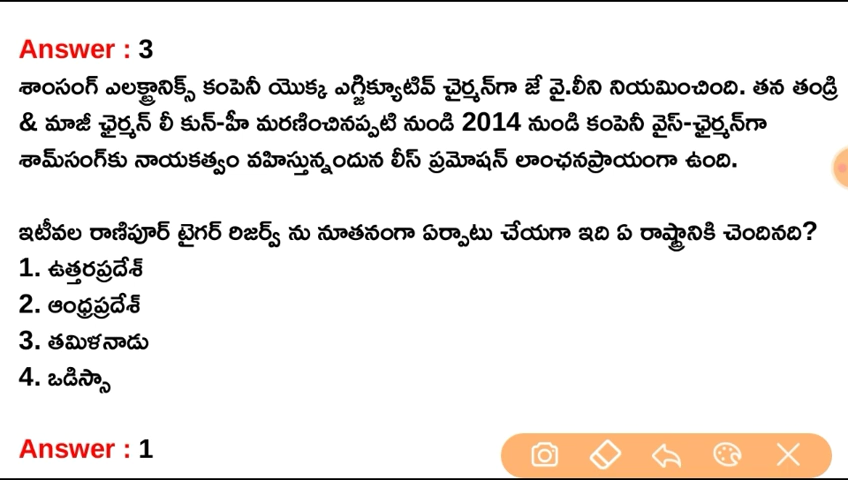 Answer : 3
శాంసంగ్ ఎలక్ట్రానిక్స్ కంపెనీ యొక్క ఎగ్జిక్యూటివ్ చైర్మన్‌గా జే వై.లీని నియమించింది. తన తండ్రి
& మాజీ ఛైర్మన్ లీ కున్-హీ మరణించినప్పటి నుండి 2014 నుండి కంపెనీ వైస్-ఛైర్మన్‌గా
శామ్‌సంగ్‌కు నాయకత్వం వహిస్తున్నందున లీస్ ప్రమోషన్ లాంఛనప్రాయంగా ఉంది.
ఇటీవల రాణిపూర్ టైగర్ రిజర్వ్ ను నూతనంగా ఏర్పాటు చేయగా ఇది ఏ రాష్ట్రానికి చెందినది?
1. ఉత్తరప్రదేశ్
2. ఆంధ్రప్రదేశ్
3. తమిళనాడు
4. ఒడిస్సా
Answer : 1